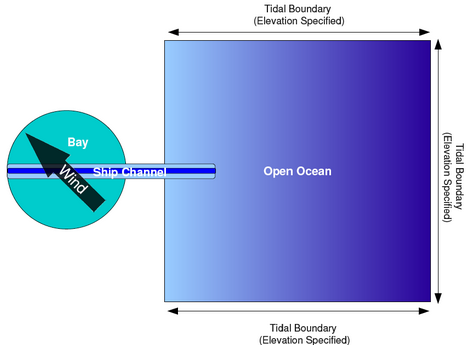 Tidal Boundary
(Elevation Specified)
Bay
Ship Channel
Wind
Open Ocean
Tidal Boundary
(Elevation Specified)
Tidal Boundary
(Elevation Specified)